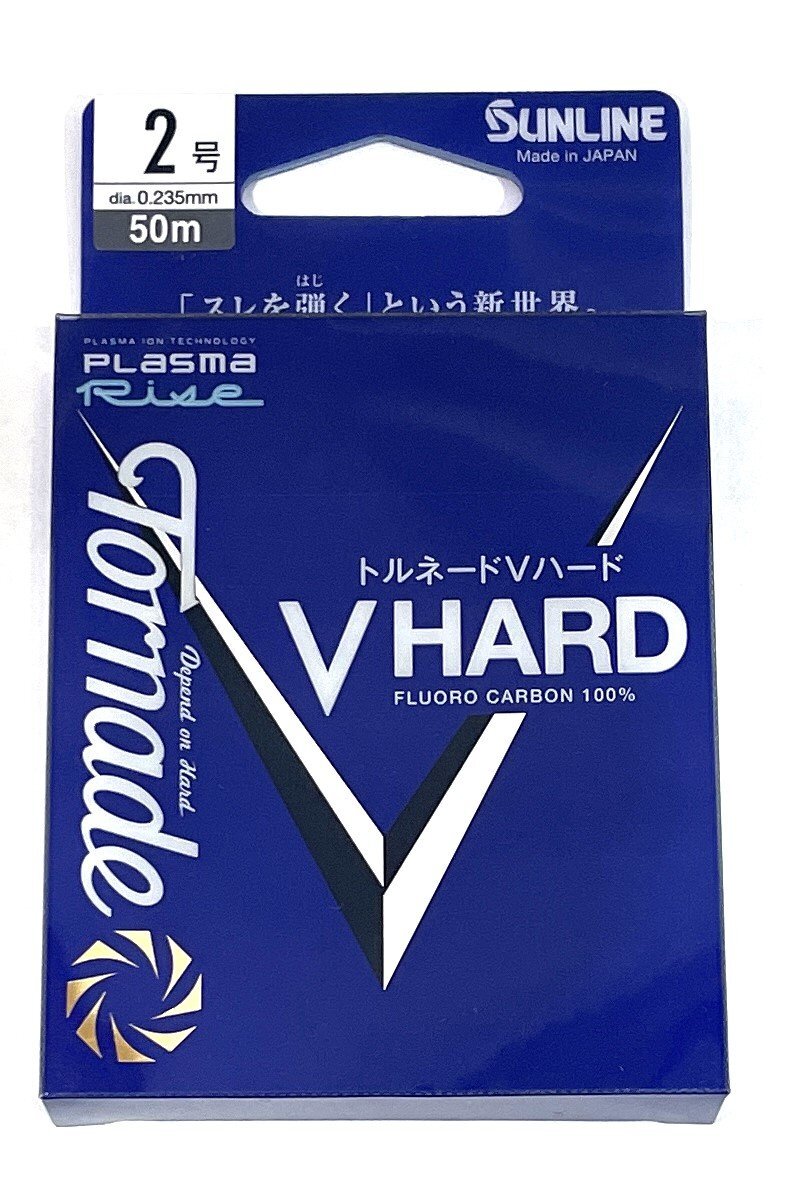 2号
dia.0.235mm
50m
SUNLINE
Made in JAPAN
はじ
「スレを弾く」という新世界。
PLASMA ION TECHNOLOGY
PLASMA
Rise
Tornado
Depend on Hard
トルネードVハード
V HARD
FLUORO CARBON 100%